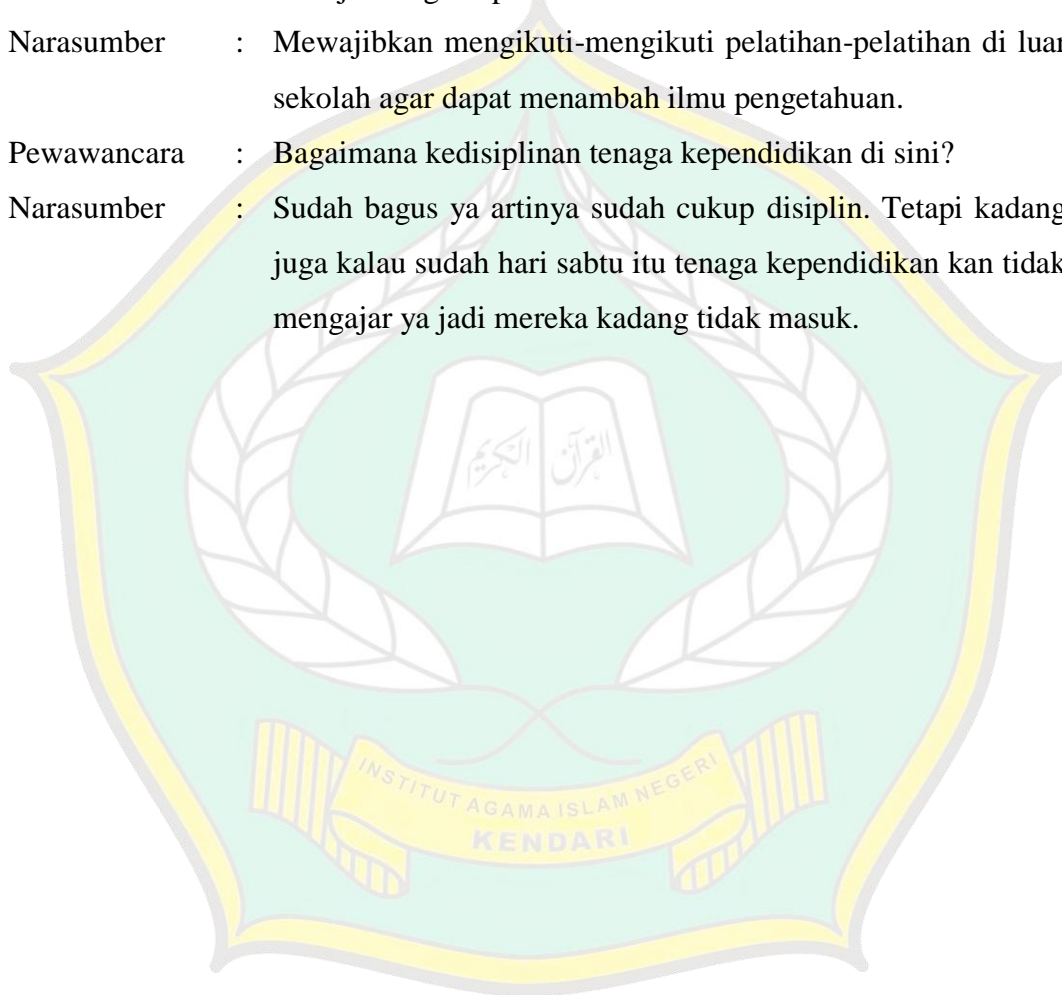 Narasumber : Mewajibkan mengikuti-mengikuti pelatihan-pelatihan di luar
sekolah agar dapat menambah ilmu pengetahuan.
Pewawancara : Bagaimana kedisiplinan tenaga kependidikan di sini?
Narasumber : Sudah bagus ya artinya sudah cukup disiplin. Tetapi kadang
juga kalau sudah hari sabtu itu tenaga kependidikan kan tidak
mengajar ya jadi mereka kadang tidak masuk.
القرآن الكريم
INSTITUT AGAMA ISLAM NEGERI
KENDARI